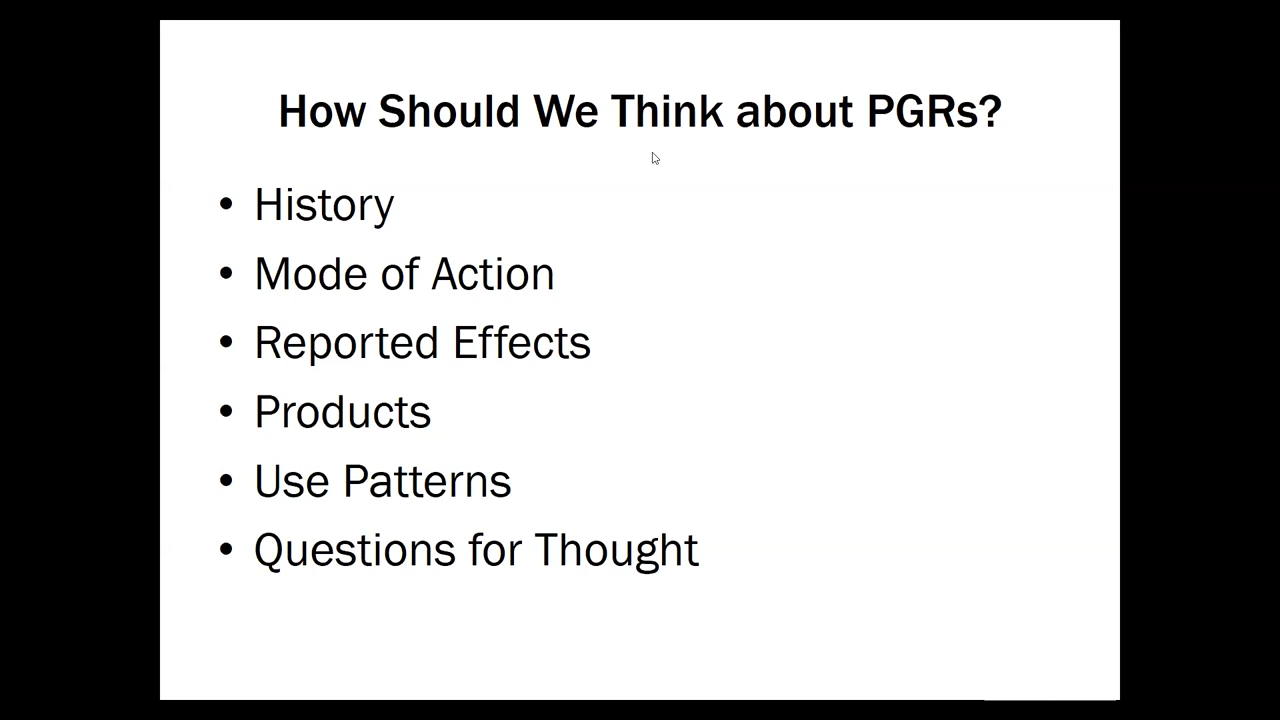 How Should We Think about PGRs?
• History
• Mode of Action
• Reported Effects
• Products
• Use Patterns
• Questions for Thought